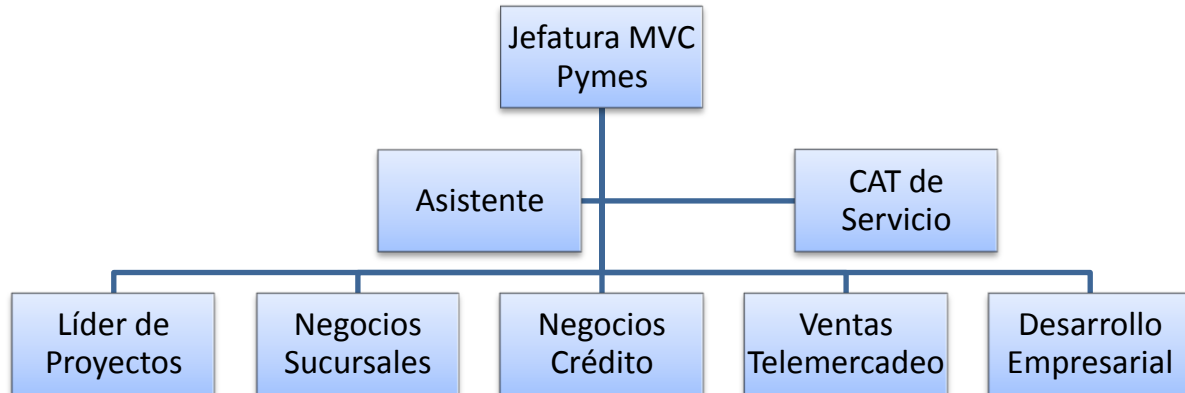 Jefatura MVC
Pymes
Asistente
CAT de
Servicio
Líder de
Proyectos
Negocios
Sucursales
Negocios
Crédito
Ventas
Telemercadeo
Desarrollo
Empresarial